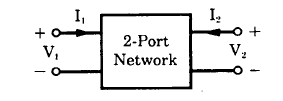 I₁ I₂
+ 2-Port +
V₁ Network V₂
− −